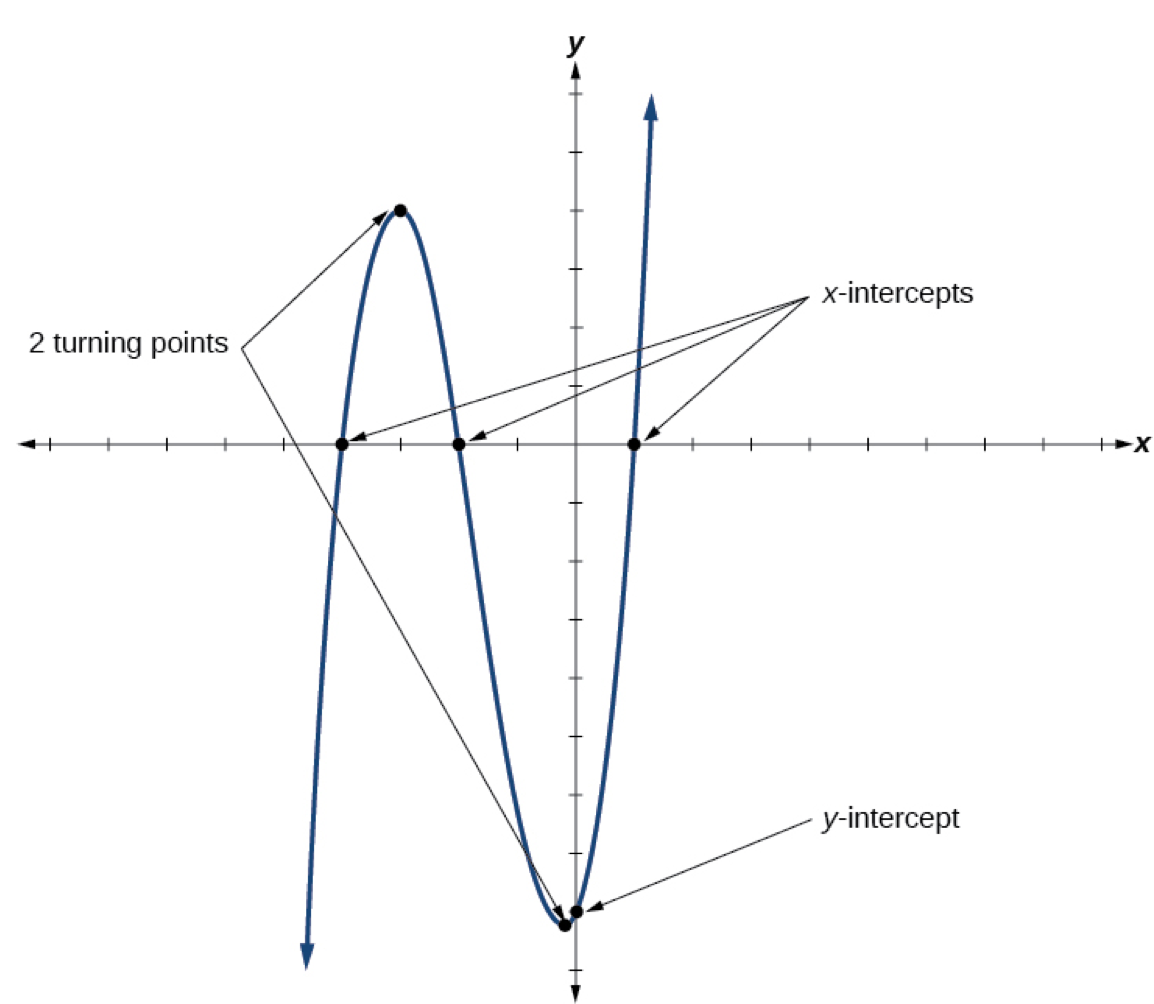 y
x-intercepts
2 turning points
x
y-intercept